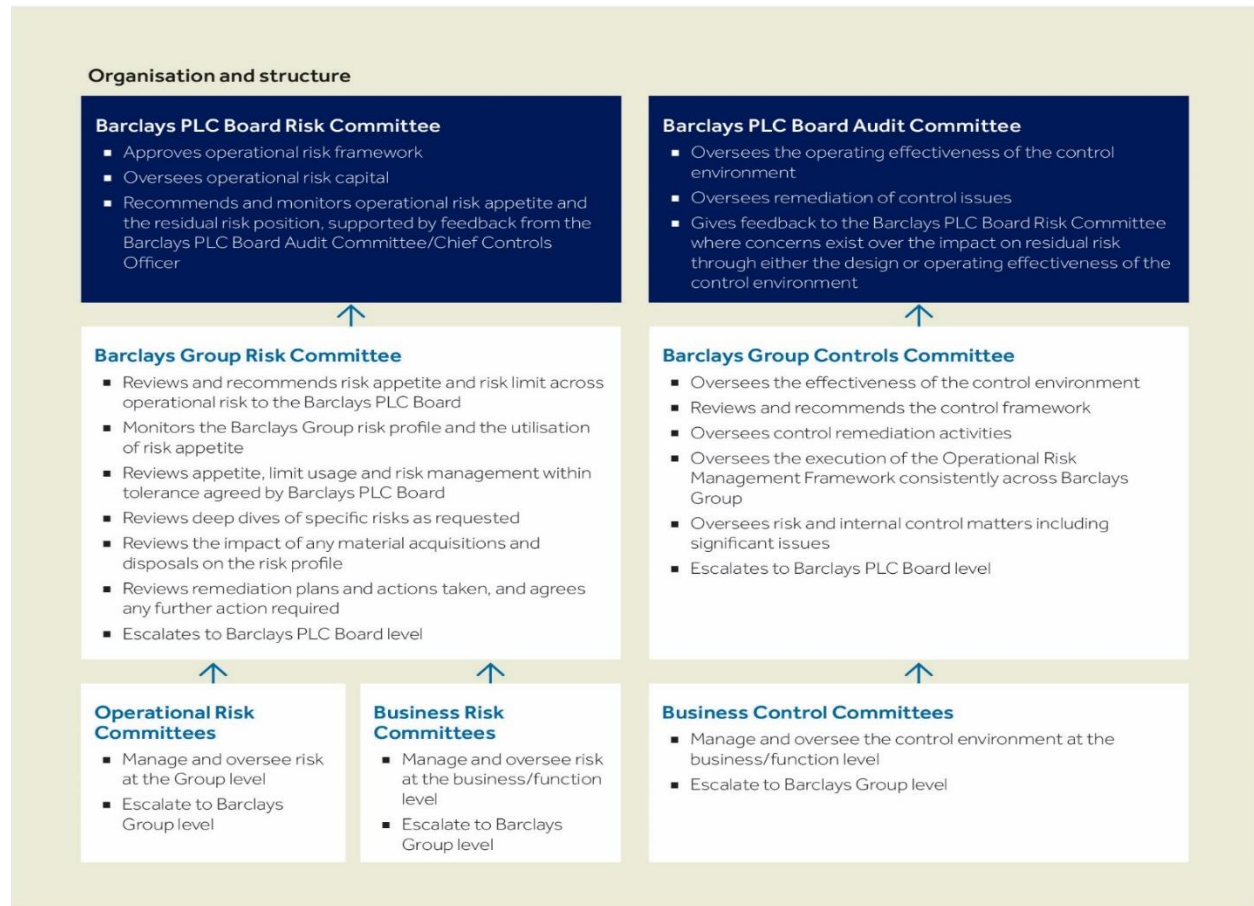 Organisation and structure
Barclays PLC Board Risk Committee
■ Approves operational risk framework
■ Oversees operational risk capital
■ Recommends and monitors operational risk appetite and
the residual risk position, supported by feedback from the
Barclays PLC Board Audit Committee/Chief Controls
Officer
Barclays PLC Board Audit Committee
■ Oversees the operating effectiveness of the control
environment
■ Oversees remediation of control issues
■ Gives feedback to the Barclays PLC Board Risk Committee
where concerns exist over the impact on residual risk
through either the design or operating effectiveness of the
control environment
Barclays Group Risk Committee
■ Reviews and recommends risk appetite and risk limit across
operational risk to the Barclays PLC Board
■ Monitors the Barclays Group risk profile and the utilisation
of risk appetite
■ Reviews appetite, limit usage and risk management within
tolerance agreed by Barclays PLC Board
■ Reviews deep dives of specific risks as requested
■ Reviews the impact of any material acquisitions and
disposals on the risk profile
■ Reviews remediation plans and actions taken, and agrees
any further action required
■ Escalates to Barclays PLC Board level
Barclays Group Controls Committee
■ Oversees the effectiveness of the control environment
■ Reviews and recommends the control framework
■ Oversees control remediation activities
■ Oversees the execution of the Operational Risk
Management Framework consistently across Barclays
Group
■ Oversees risk and internal control matters including
significant issues
■ Escalates to Barclays PLC Board level
Operational Risk
Committees
■ Manage and oversee risk
at the Group level
■ Escalate to Barclays
Group level
Business Risk
Committees
■ Manage and oversee risk
at the business/function
level
■ Escalate to Barclays
Group level
Business Control Committees
■ Manage and oversee the control environment at the
business/function level
■ Escalate to Barclays Group level